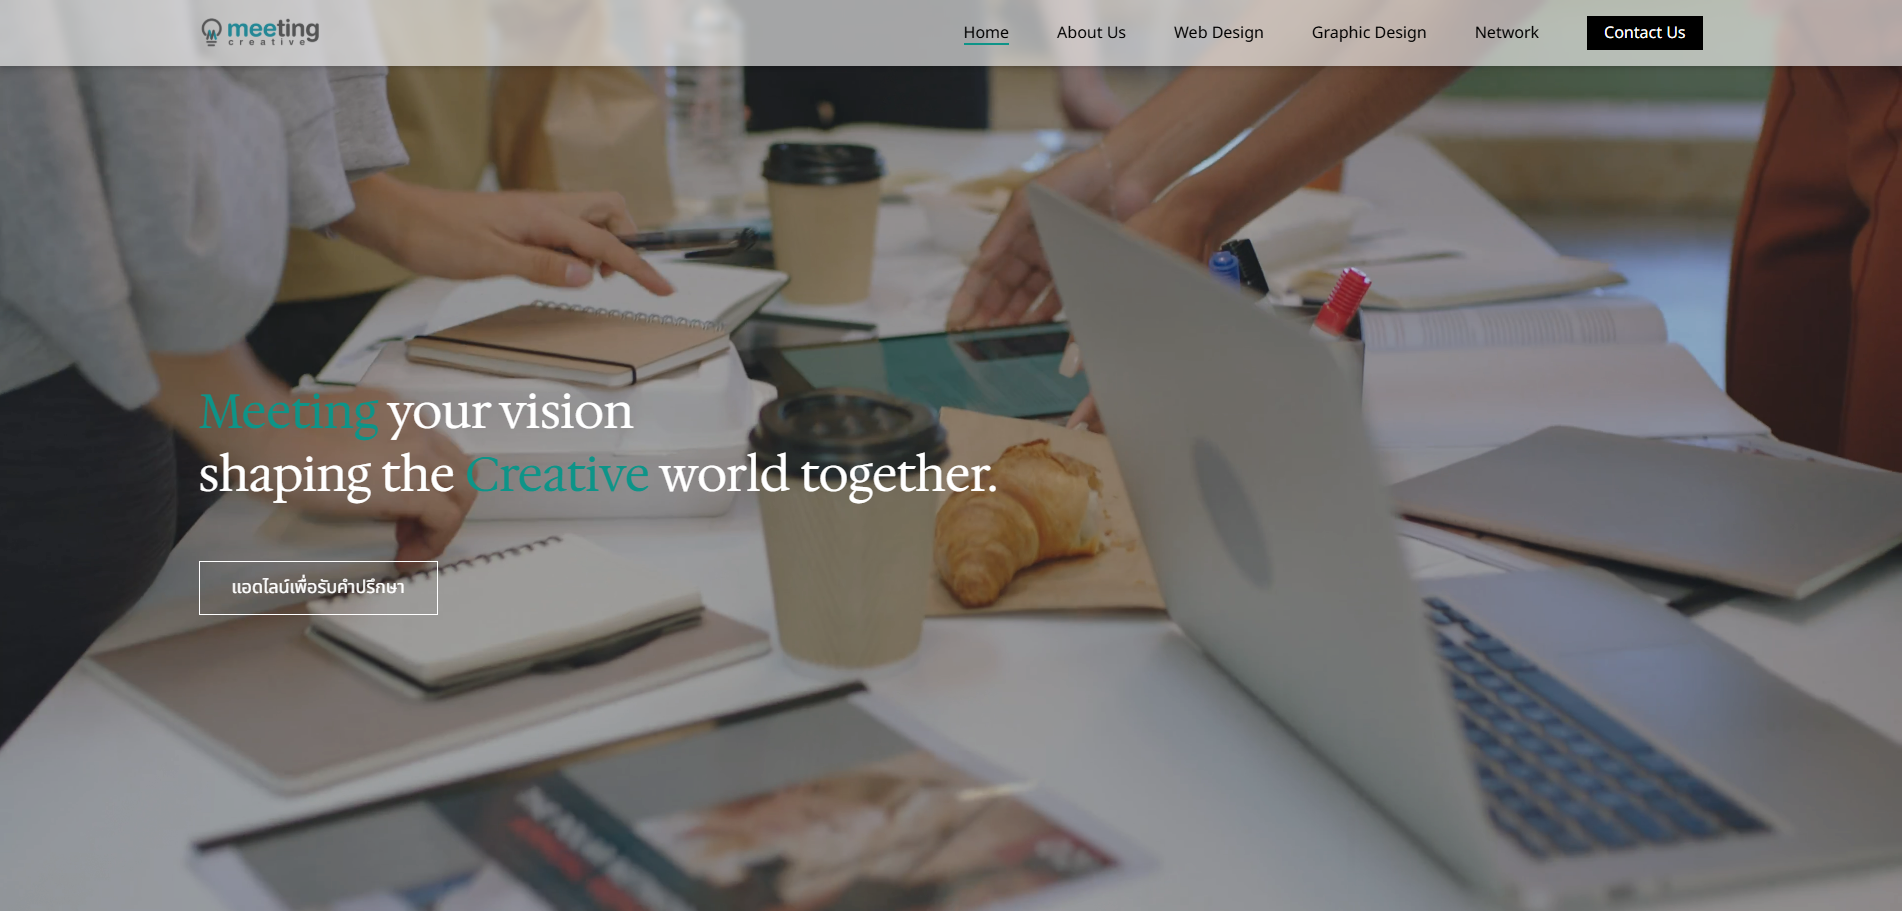 meeting
creative
Home
About Us
Web Design
Graphic Design
Network
Contact Us
Meeting your vision
shaping the Creative world together.
แอดไลน์เพื่อรับคำปรึกษา